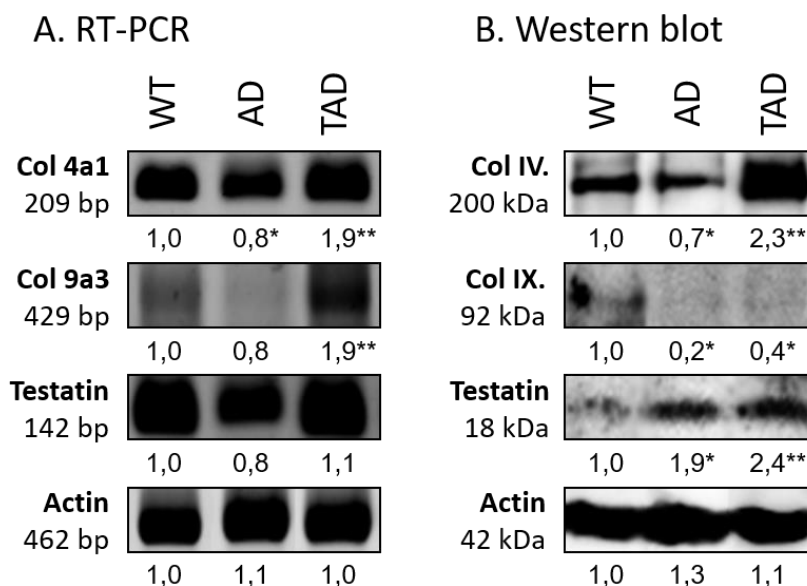 A. RT-PCR
WT AD TAD
Col 4a1
209 bp
1,0 0,8* 1,9**
Col 9a3
429 bp
1,0 0,8 1,9**
Testatin
142 bp
1,0 0,8 1,1
Actin
462 bp
1,0 1,1 1,0
B. Western blot
WT AD TAD
Col IV.
200 kDa
1,0 0,7* 2,3**
Col IX.
92 kDa
1,0 0,2* 0,4*
Testatin
18 kDa
1,0 1,9* 2,4**
Actin
42 kDa
1,0 1,3 1,1